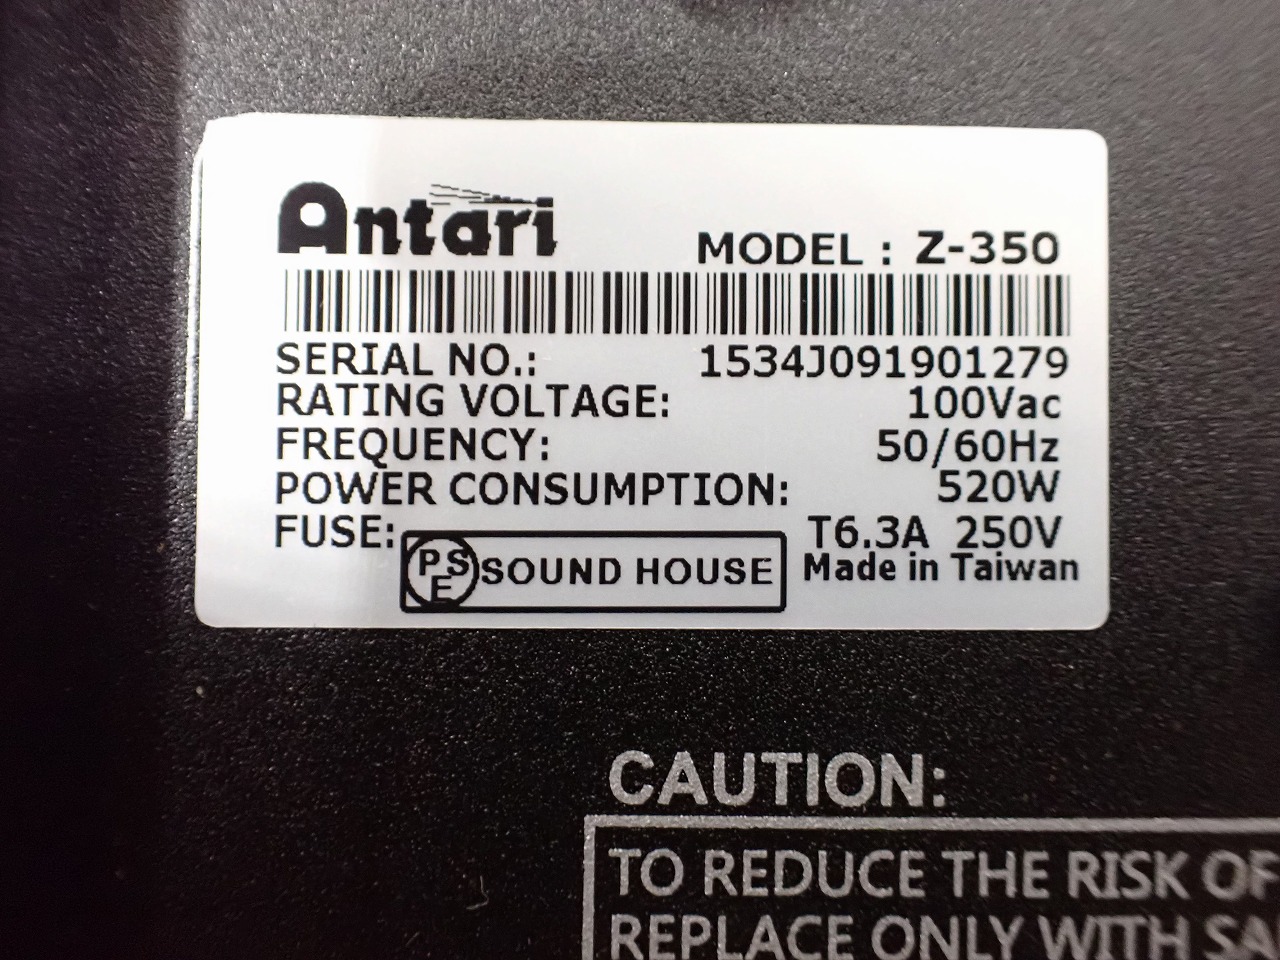 Antari
MODEL : Z-350
SERIAL NO.: 1534J091901279
RATING VOLTAGE: 100Vac
FREQUENCY: 50/60Hz
POWER CONSUMPTION: 520W
FUSE: T6.3A 250V
PSE SOUND HOUSE Made in Taiwan
CAUTION:
TO REDUCE THE RISK OF
REPLACE ONLY WITH SA